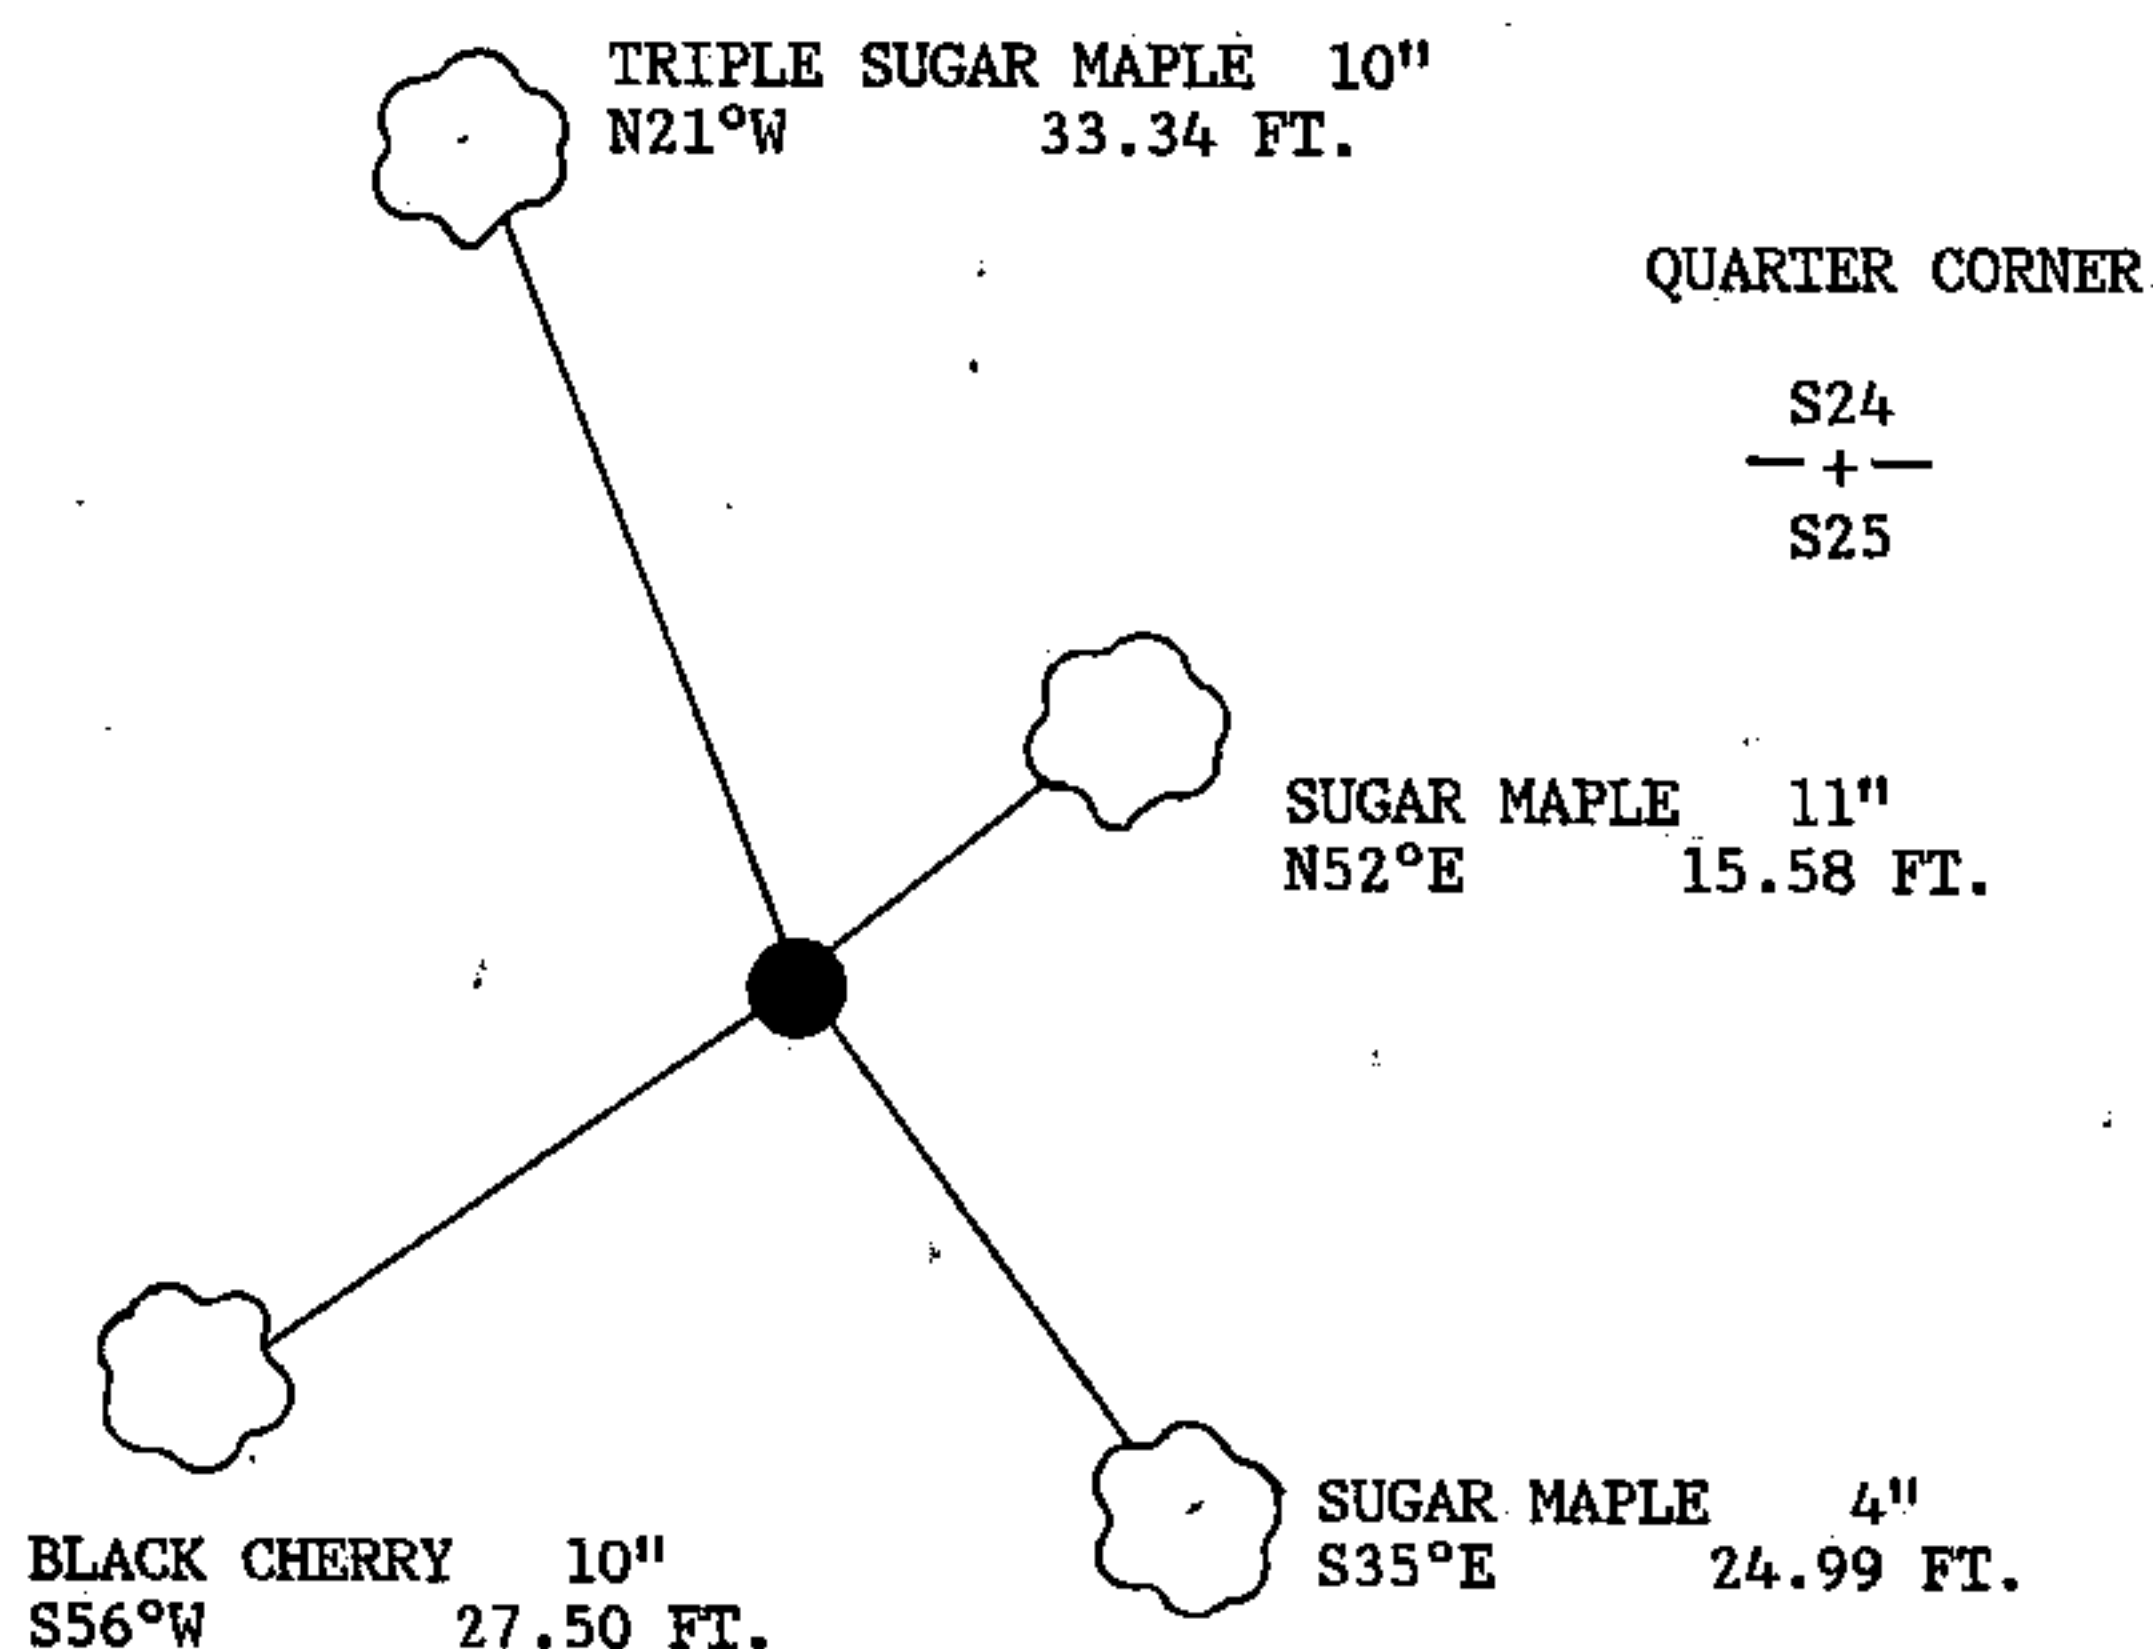 TRIPLE SUGAR MAPLE 10"
N21°W 33.34 FT.
QUARTER CORNER
S24
— + —
S25
SUGAR MAPLE 11"
N52°E 15.58 FT.
SUGAR MAPLE 4"
S35°E 24.99 FT.
BLACK CHERRY 10"
S56°W 27.50 FT.